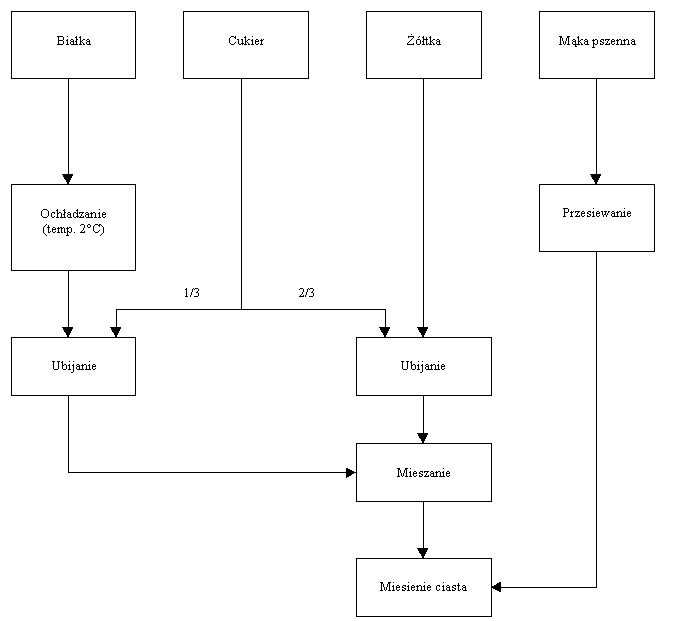 Białka
Cukier
Żółtka
Mąka pszenna
Ochładzanie
(temp. 2°C)
Przesiewanie
1/3
2/3
Ubijanie
Ubijanie
Mieszanie
Miesienie ciasta